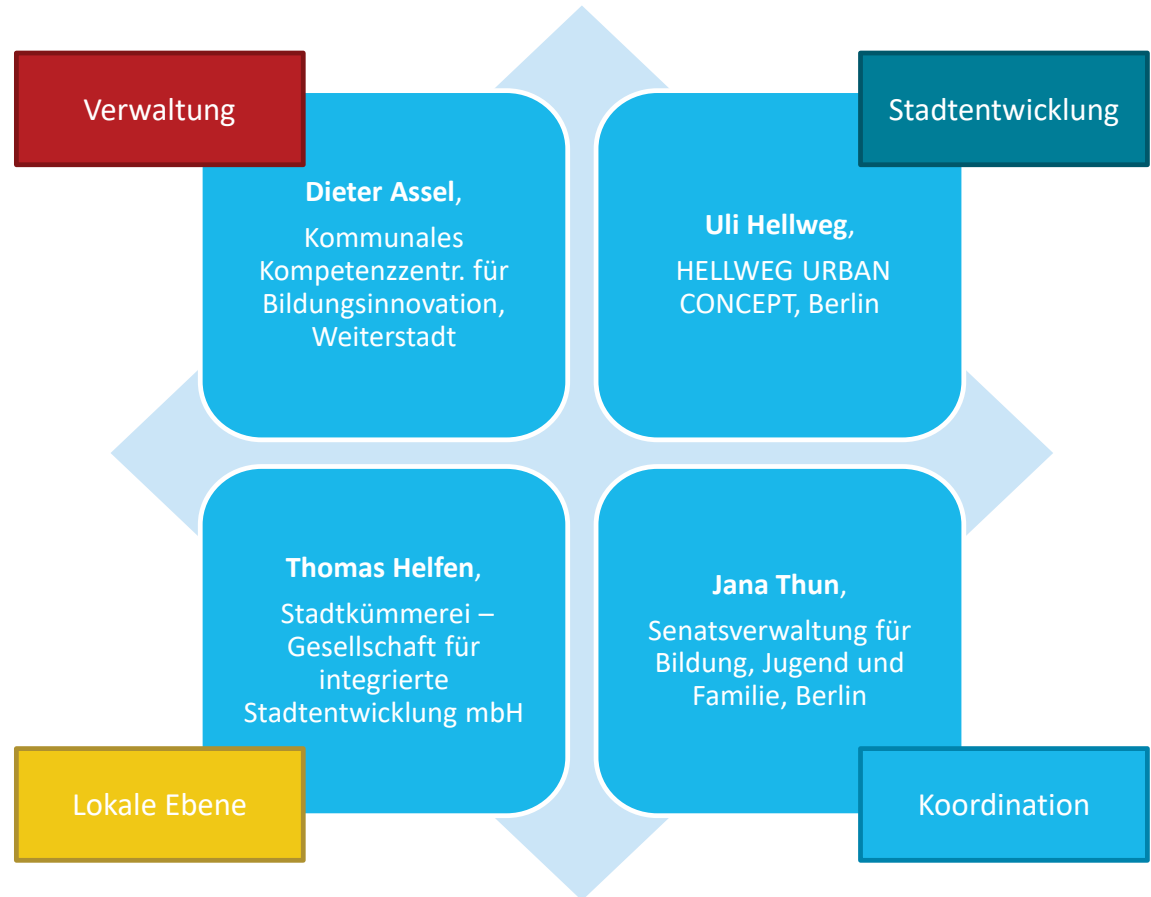 Verwaltung
Stadtentwicklung
Dieter Assel,
Kommunales
Kompetenzzentr. für
Bildungsinnovation,
Weiterstadt
Uli Hellweg,
HELLWEG URBAN
CONCEPT, Berlin
Thomas Helfen,
Stadtkümmerei –
Gesellschaft für
integrierte
Stadtentwicklung mbH
Jana Thun,
Senatsverwaltung für
Bildung, Jugend und
Familie, Berlin
Lokale Ebene
Koordination